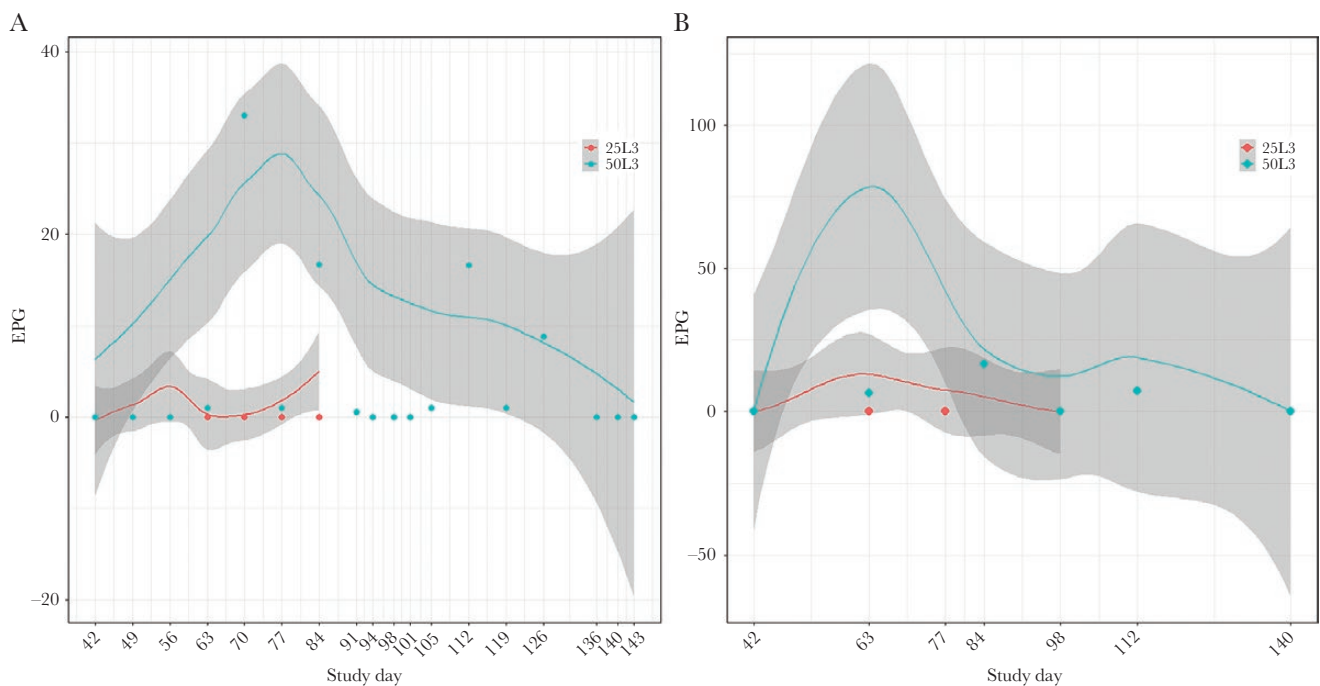 A
EPG
40
20
0
–20
25L3
50L3
42 49 56 63 70 77 84 91 94 98 101 105 112 119 126 136 140 143
Study day
B
EPG
100
50
0
–50
25L3
50L3
42 63 77 84 98 112 140
Study day